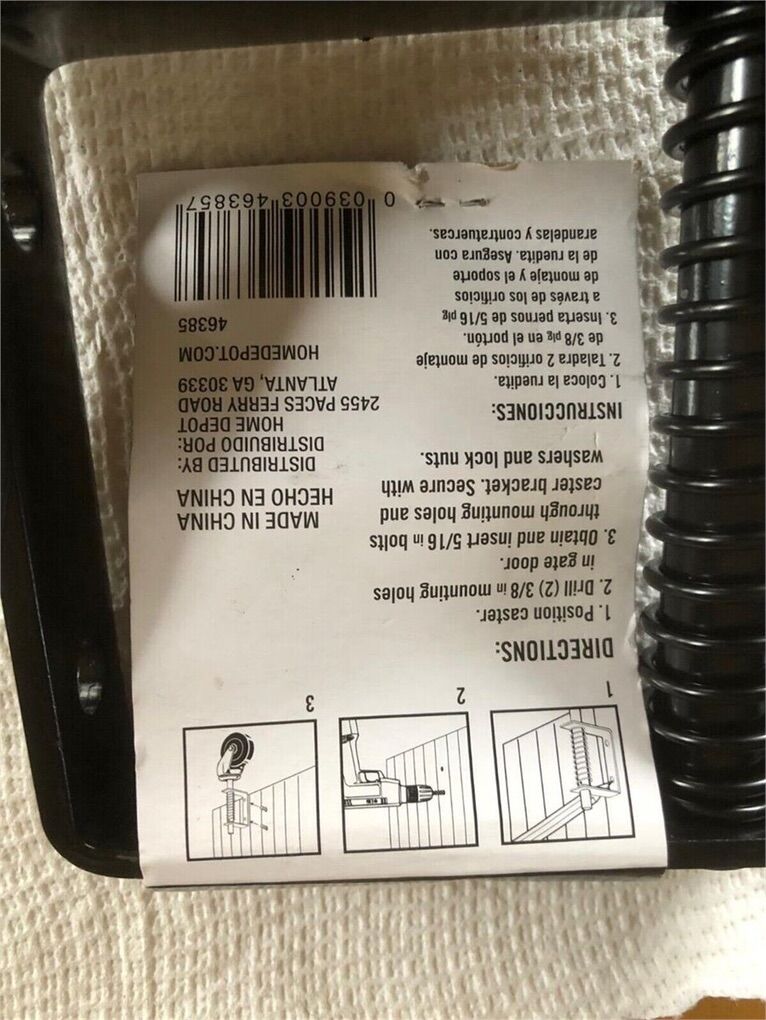 1
2
3
DIRECTIONS:
1. Position caster.
2. Drill (2) 3/8 in mounting holes
in gate door.
3. Obtain and insert 5/16 in bolts
through mounting holes and
caster bracket. Secure with
washers and lock nuts.
INSTRUCCIONES:
1. Coloca la ruedita.
2. Taladra 2 orificios de montaje
de 3/8 plg en el portón.
3. Inserta pernos de 5/16 plg
a través de los orificios
de montaje y el soporte
de la ruedita. Asegura con
arandelas y contratuercas.
MADE IN CHINA
HECHO EN CHINA
DISTRIBUTED BY:
DISTRIBUIDO POR:
HOME DEPOT
2455 PACES FERRY ROAD
ATLANTA, GA 30339
HOMEDEPOT.COM
46385
0 039003 463857